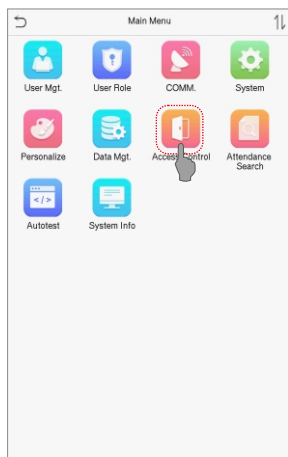 Main Menu
User Mgt.
User Role
COMM.
System
Personalize
Data Mgt.
Access Control
Attendance
Search
</>
Autotest
System Info